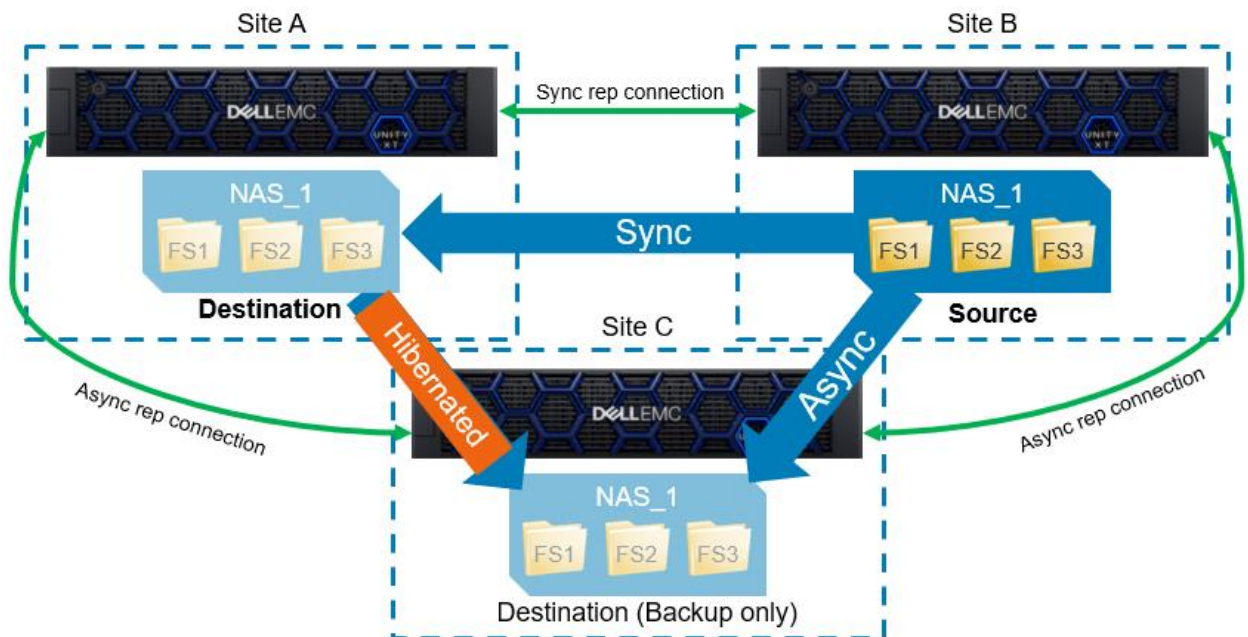 Site A
Site B
DELLEMC
UNITY
XT
Sync rep connection
DELLEMC
UNITY
XT
NAS_1
FS1 FS2 FS3
Destination
Sync
NAS_1
FS1 FS2 FS3
Source
Site C
Hibernated
Async
Async rep connection
Async rep connection
DELLEMC
NAS_1
FS1 FS2 FS3
Destination (Backup only)